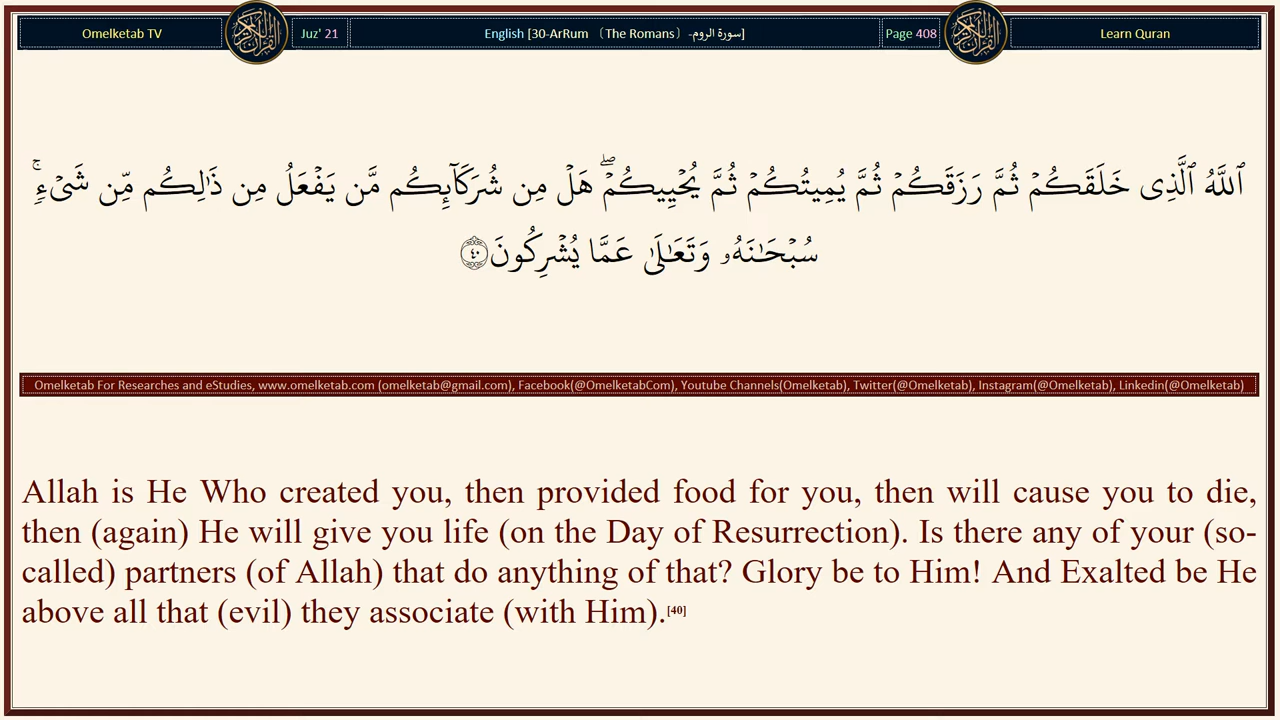 Omelketab TV
Juz' 21
English [30-ArRum 〔The Romans〕-سورة الروم]
Page 408
Learn Quran
ٱللَّهُ ٱلَّذِى خَلَقَكُمْ ثُمَّ رَزَقَكُمْ ثُمَّ يُمِيتُكُمْ ثُمَّ يُحْيِيكُمْ ۖ هَلْ مِن شُرَكَآئِكُم مَّن يَفْعَلُ مِن ذَٰلِكُم مِّن شَىْءٍ ۚ
سُبْحَـٰنَهُۥ وَتَعَـٰلَىٰ عَمَّا يُشْرِكُونَ ٤٠
Omelketab For Researches and eStudies, www.omelketab.com (omelketab@gmail.com), Facebook(@OmelketabCom), Youtube Channels(Omelketab), Twitter(@Omelketab), Instagram(@Omelketab), Linkedin(@Omelketab)
Allah is He Who created you, then provided food for you, then will cause you to die,
then (again) He will give you life (on the Day of Resurrection). Is there any of your (so-
called) partners (of Allah) that do anything of that? Glory be to Him! And Exalted be He
above all that (evil) they associate (with Him).[40]